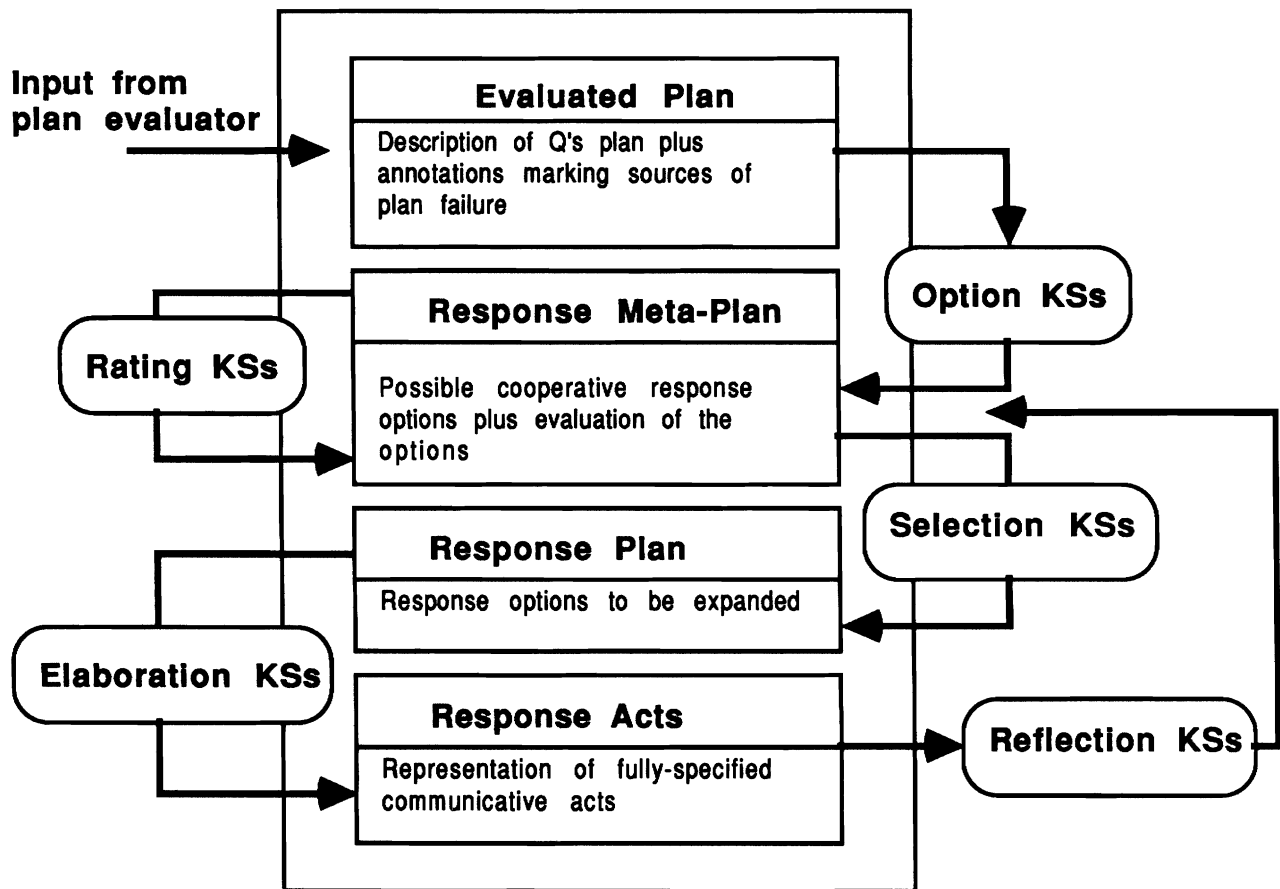 Input from
plan evaluator
Evaluated Plan
Description of Q's plan plus
annotations marking sources of
plan failure
Option KSs
Response Meta-Plan
Possible cooperative response
options plus evaluation of the
options
Rating KSs
Selection KSs
Response Plan
Response options to be expanded
Elaboration KSs
Response Acts
Representation of fully-specified
communicative acts
Reflection KSs